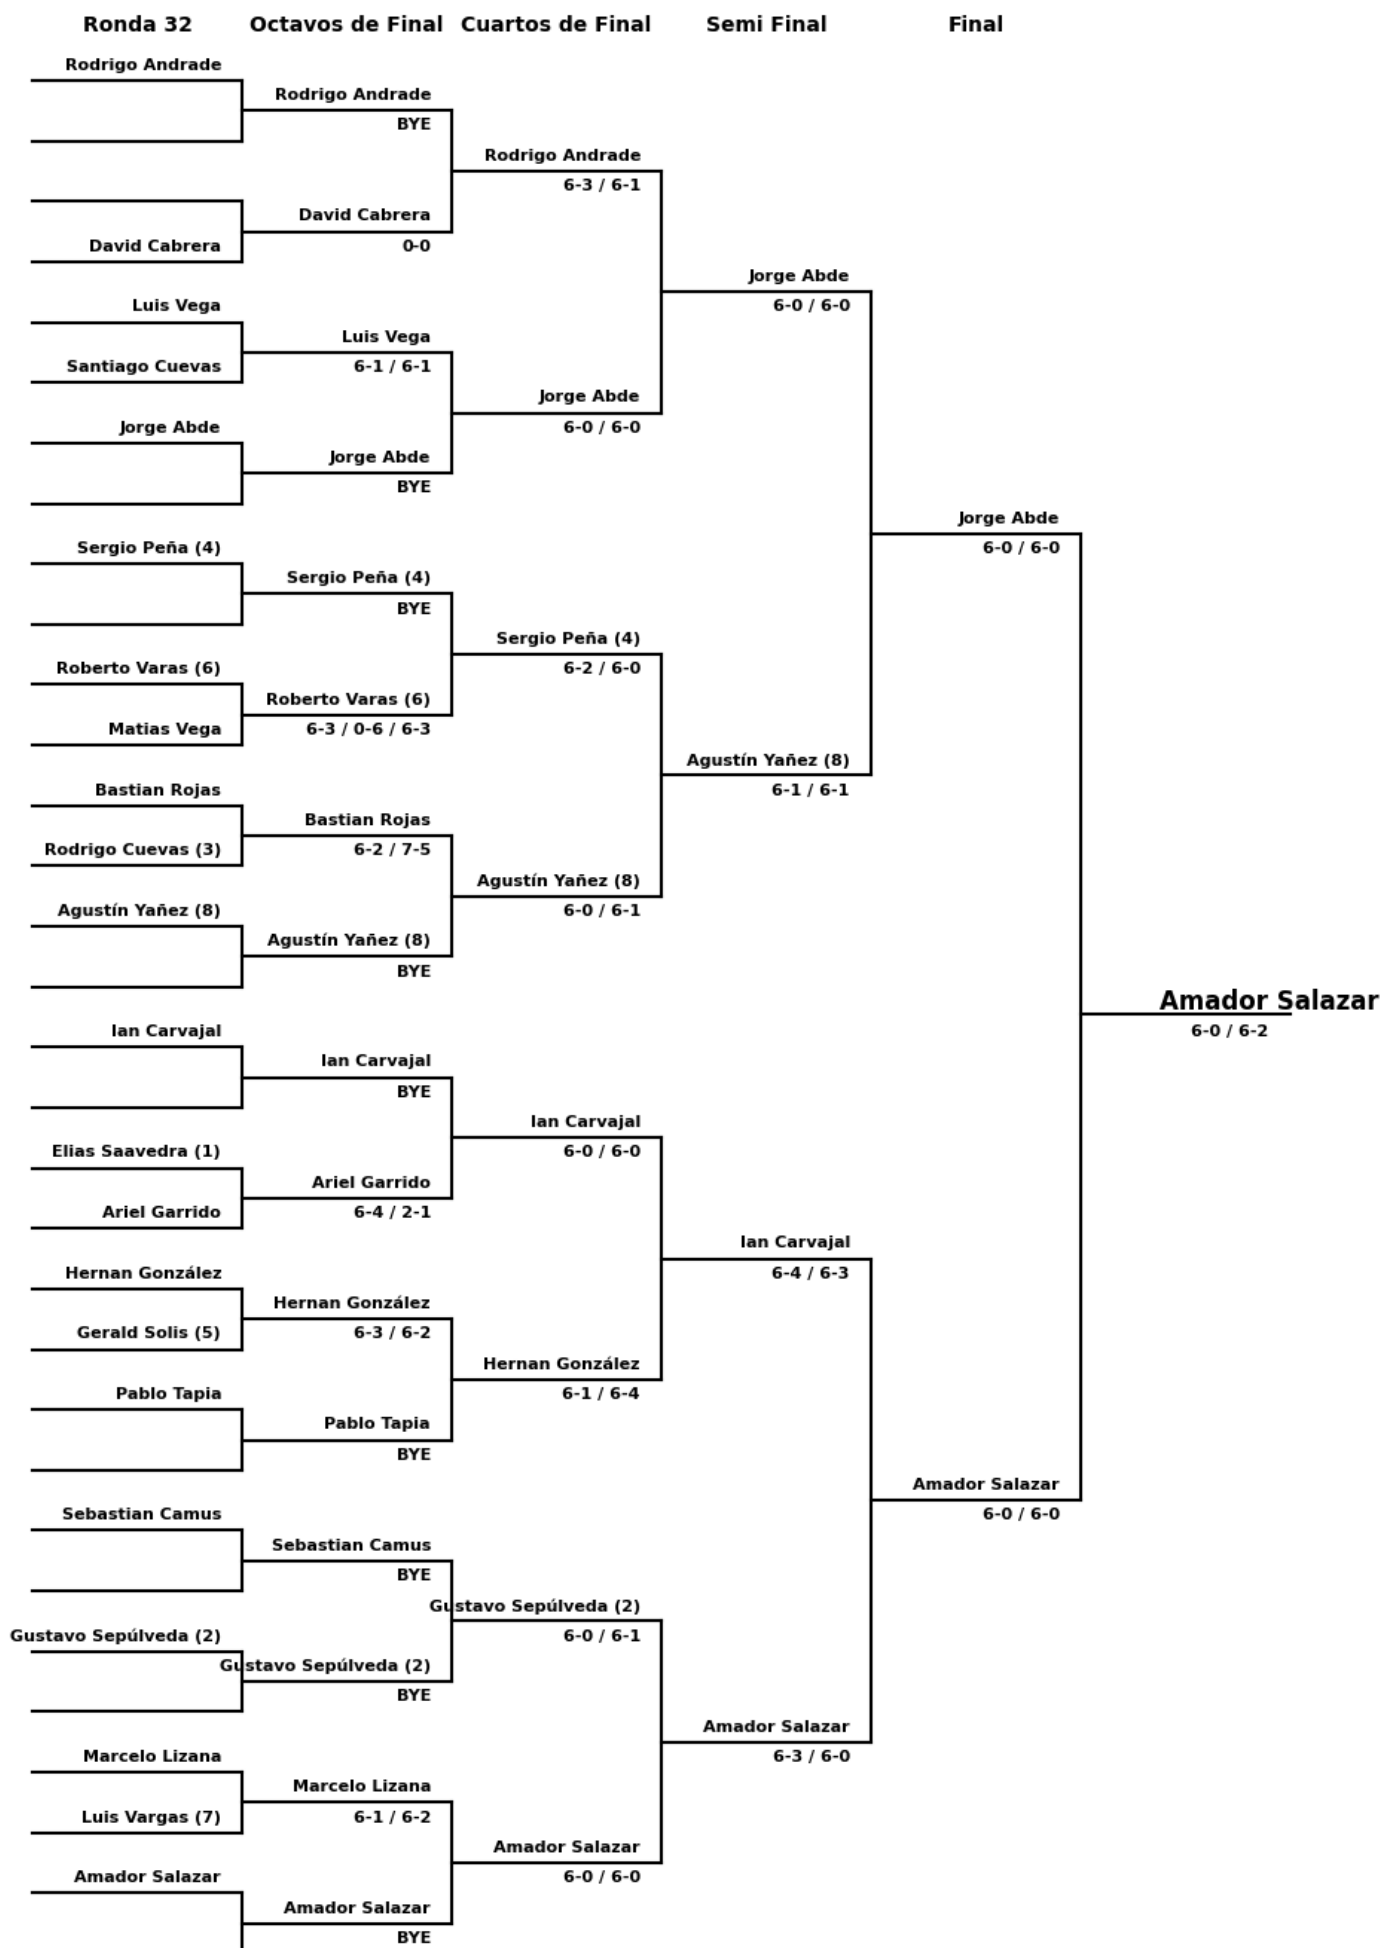 Ronda 32 Octavos de Final Cuartos de Final Semi Final Final
Rodrigo Andrade
Rodrigo Andrade
BYE
Rodrigo Andrade
6-3 / 6-1
David Cabrera
David Cabrera
0-0
Jorge Abde
6-0 / 6-0
Luis Vega
Luis Vega
Santiago Cuevas
6-1 / 6-1
Jorge Abde
6-0 / 6-0
Jorge Abde
Jorge Abde
BYE
Jorge Abde
6-0 / 6-0
Sergio Peña (4)
Sergio Peña (4)
BYE
Sergio Peña (4)
6-2 / 6-0
Roberto Varas (6)
Roberto Varas (6)
Matias Vega
6-3 / 0-6 / 6-3
Agustín Yañez (8)
6-1 / 6-1
Bastian Rojas
Bastian Rojas
Rodrigo Cuevas (3)
6-2 / 7-5
Agustín Yañez (8)
6-0 / 6-1
Agustín Yañez (8)
Agustín Yañez (8)
BYE
Amador Salazar
6-0 / 6-2
Ian Carvajal
Ian Carvajal
BYE
Ian Carvajal
6-0 / 6-0
Elias Saavedra (1)
Ariel Garrido
Ariel Garrido
6-4 / 2-1
Ian Carvajal
6-4 / 6-3
Hernan González
Hernan González
Gerald Solis (5)
6-3 / 6-2
Hernan González
6-1 / 6-4
Pablo Tapia
Pablo Tapia
BYE
Amador Salazar
6-0 / 6-0
Sebastian Camus
Sebastian Camus
BYE
Gustavo Sepúlveda (2)
6-0 / 6-1
Gustavo Sepúlveda (2)
Gustavo Sepúlveda (2)
BYE
Amador Salazar
6-3 / 6-0
Marcelo Lizana
Marcelo Lizana
Luis Vargas (7)
6-1 / 6-2
Amador Salazar
6-0 / 6-0
Amador Salazar
Amador Salazar
BYE